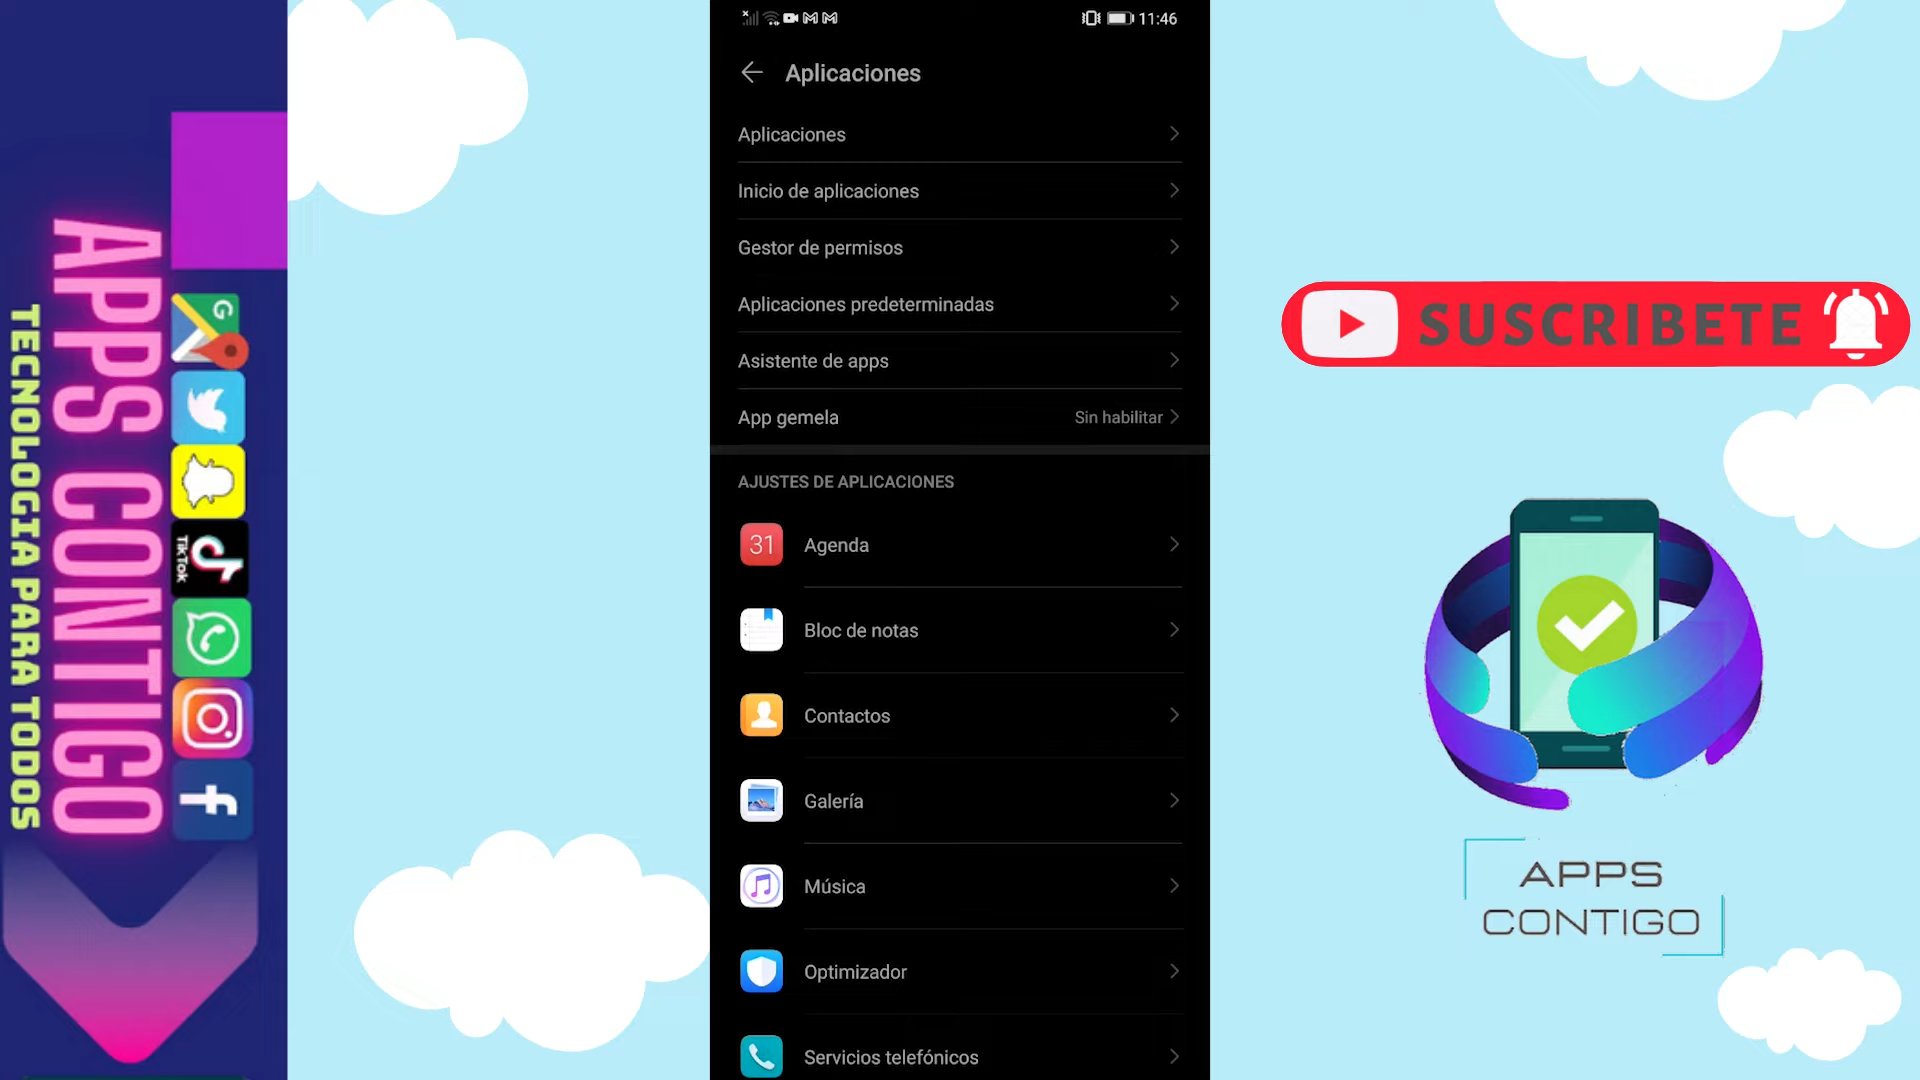 APPS CONTIGO
TECNOLOGIA PARA TODOS
G
TikTok
f
11:46
Aplicaciones
Aplicaciones
Inicio de aplicaciones
Gestor de permisos
Aplicaciones predeterminadas
Asistente de apps
App gemela Sin habilitar
AJUSTES DE APLICACIONES
31 Agenda
Bloc de notas
Contactos
Galería
Música
Optimizador
Servicios telefónicos
SUSCRIBETE
APPS
CONTIGO